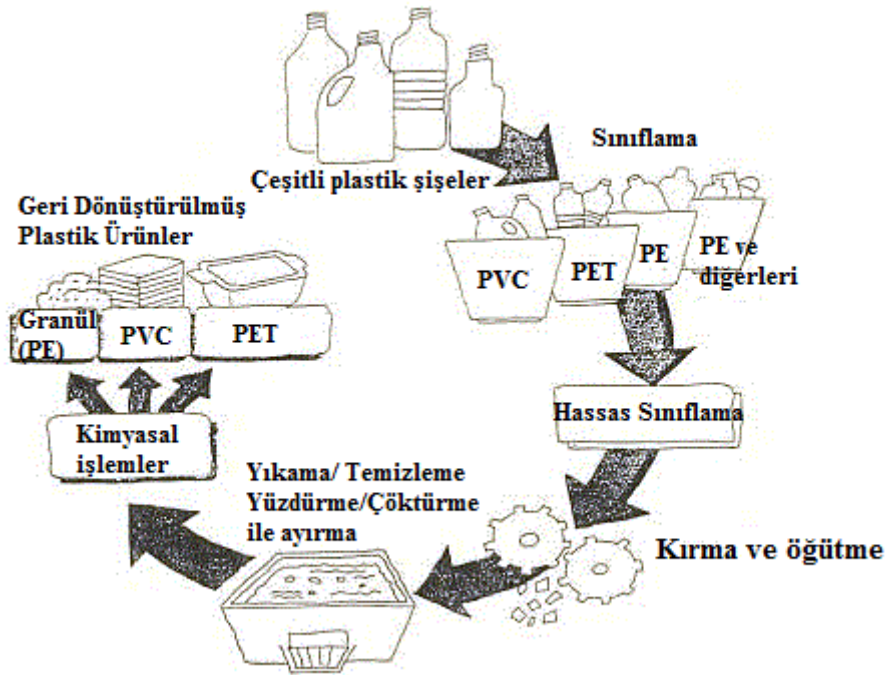 Çeşitli plastik şişeler
Sınıflama
PVC
PET
PE
PE ve
diğerleri
Hassas Sınıflama
Kırma ve öğütme
Yıkama/ Temizleme
Yüzdürme/Çöktürme
ile ayırma
Kimyasal
işlemler
Geri Dönüştürülmüş
Plastik Ürünler
Granül
(PE)
PVC
PET